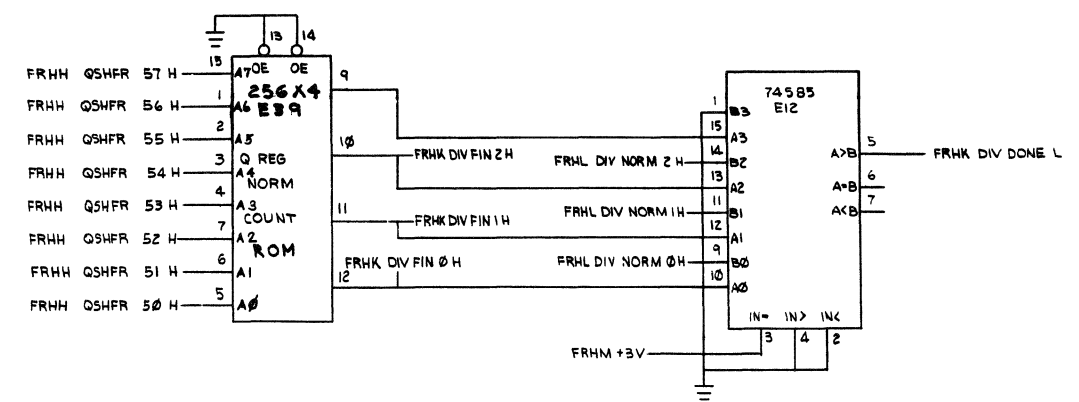 13 14
15
FRHH QSHFR 57 H A7 OE OE 9
256X4
1
FRHH QSHFR 56 H A6 E89
2
FRHH QSHFR 55 H A5 10
3 Q REG
FRHH QSHFR 54 H A4
NORM
4
FRHH QSHFR 53 H A3 11
COUNT
7
FRHH QSHFR 52 H A2
ROM
6
FRHH QSHFR 51 H A1 12
5
FRHH QSHFR 5Ø H AØ
FRHK DIV FIN 2 H
FRHK DIV FIN 1 H
FRHK DIV FIN Ø H
74S85
E12
1 B3
15 A3
FRHL DIV NORM 2 H 14 B2
13 A2
FRHL DIV NORM 1 H 11 B1
12 A1
FRHL DIV NORM Ø H 9 BØ
1Ø AØ
A>B 5 FRHK DIV DONE L
A=B 6
A<B 7
IN= IN> IN<
3 4 2
FRHM +3V